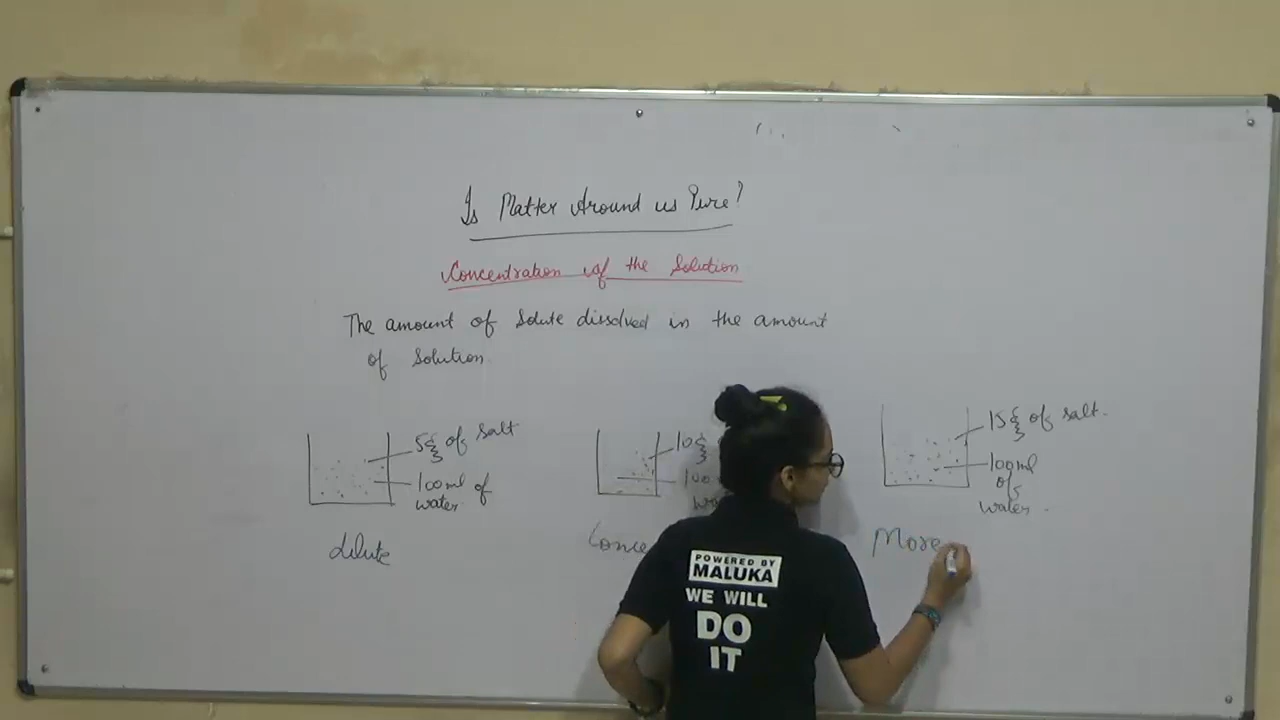 Is Matter Around us Pure?
Concentration of the Solution
The amount of Solute dissolved in the amount
of Solution
5g of Salt
100ml of
water
dilute
10g
100
Conce
15g of salt.
100ml
of
water.
More
POWERED BY
MALUKA
WE WILL
DO
IT